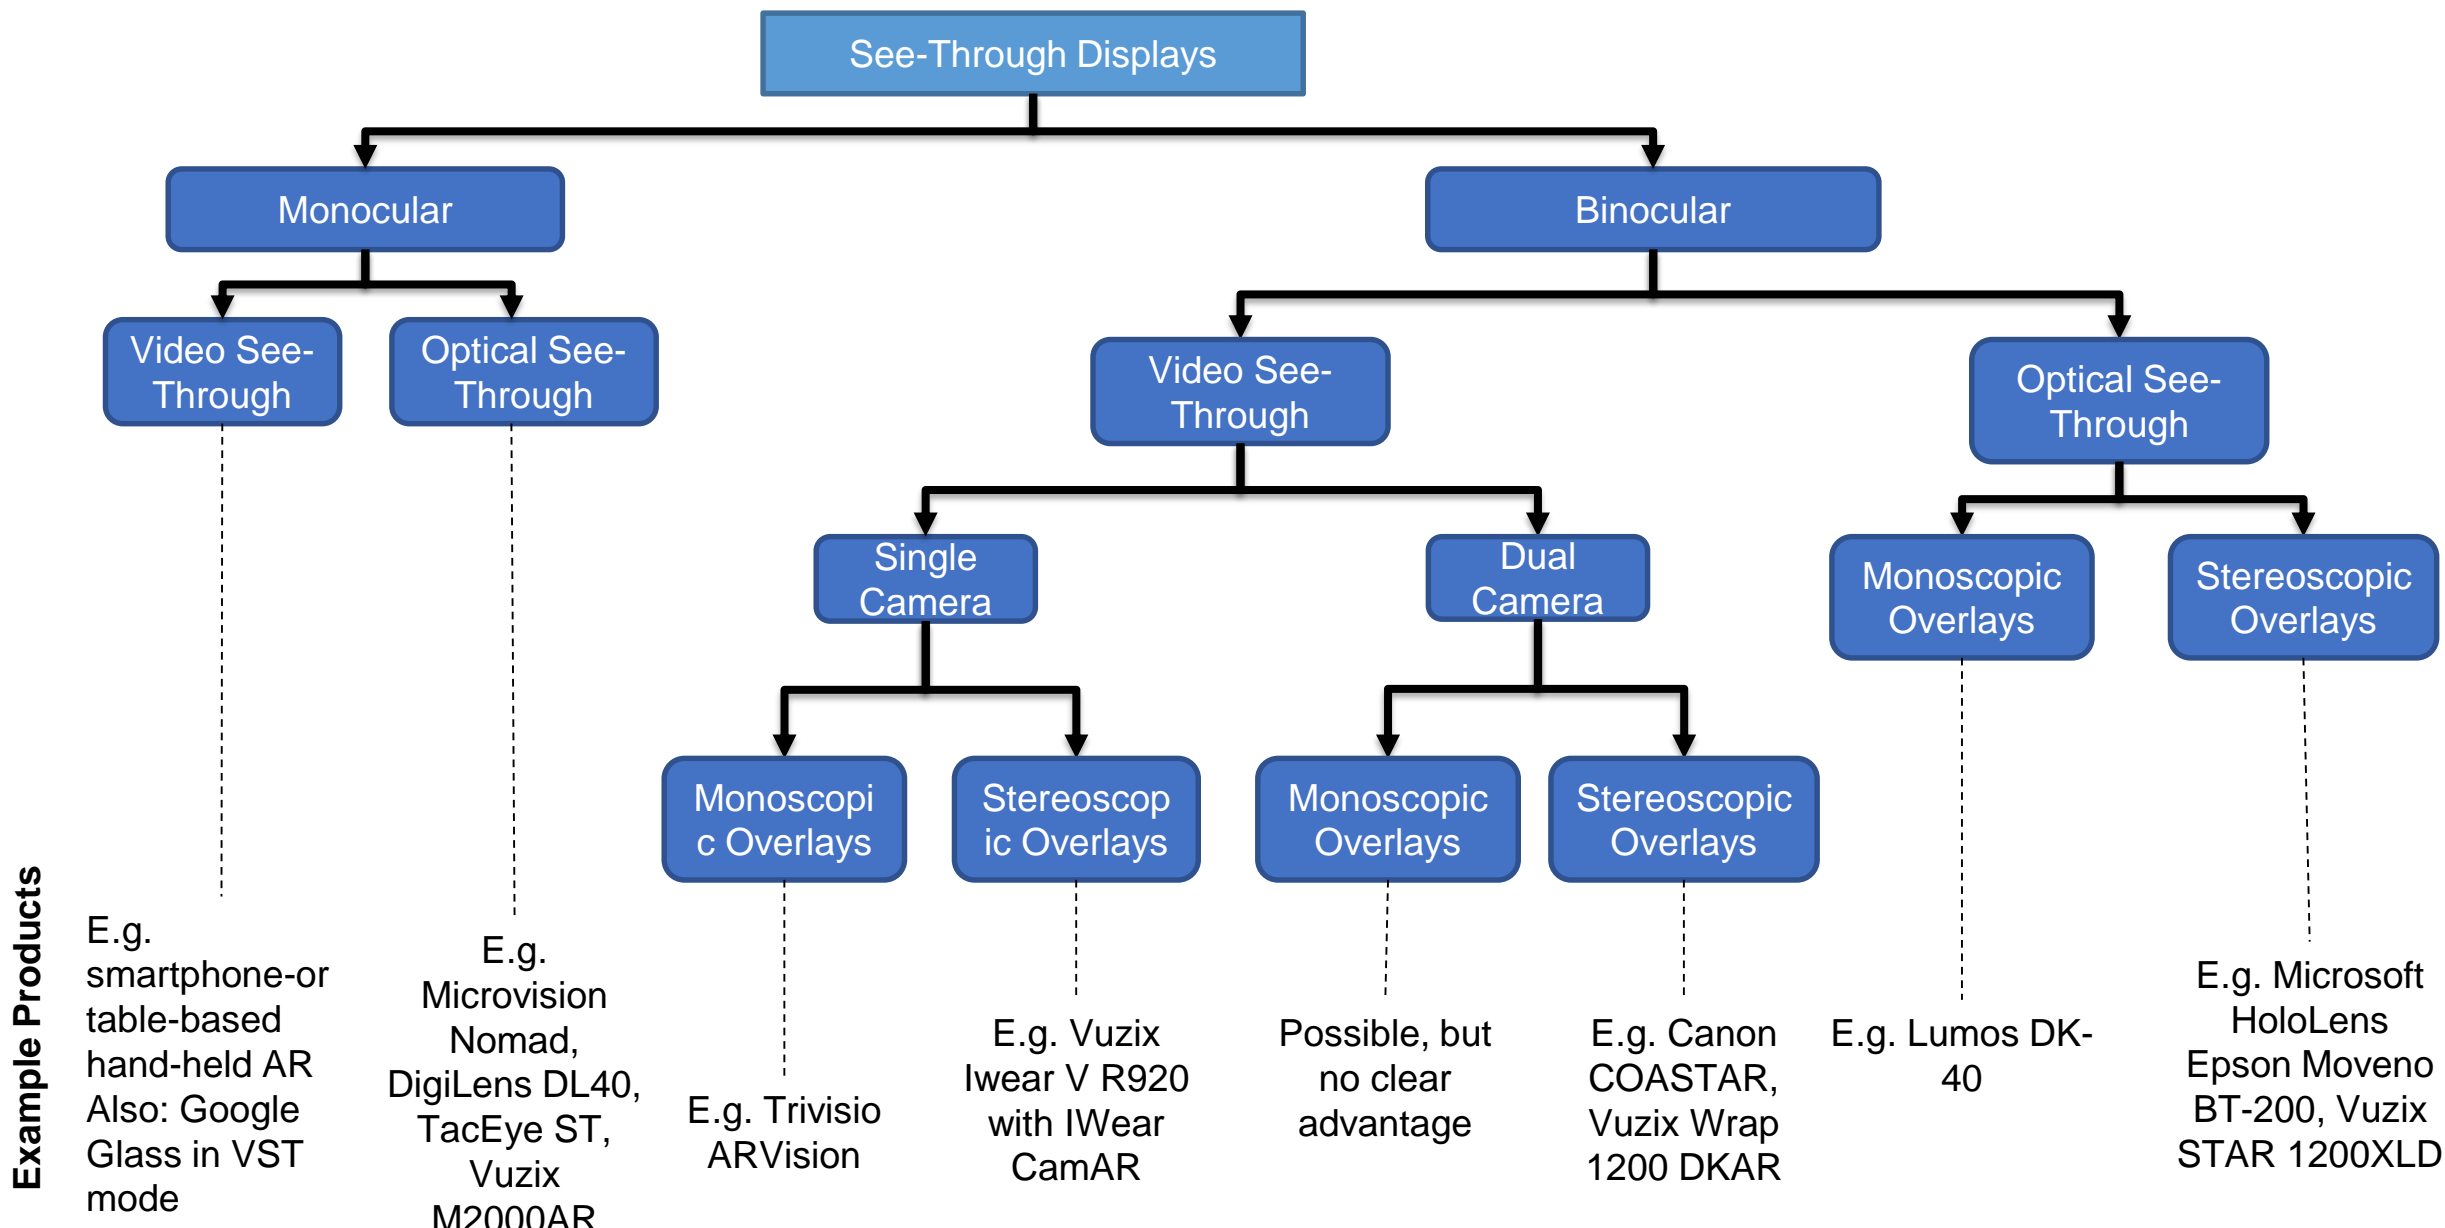 See-Through Displays
Monocular
Binocular
Video See-
Through
Optical See-
Through
Video See-
Through
Optical See-
Through
Single
Camera
Dual
Camera
Monoscopic
Overlays
Stereoscopic
Overlays
Monoscopi
c Overlays
Stereoscop
ic Overlays
Monoscopic
Overlays
Stereoscopic
Overlays
Example Products
E.g.
smartphone-or
table-based
hand-held AR
Also: Google
Glass in VST
mode
E.g.
Microvision
Nomad,
DigiLens DL40,
TacEye ST,
Vuzix
M2000AR
E.g. Trivisio
ARVision
E.g. Vuzix
Iwear V R920
with IWear
CamAR
Possible, but
no clear
advantage
E.g. Canon
COASTAR,
Vuzix Wrap
1200 DKAR
E.g. Lumos DK-
40
E.g. Microsoft
HoloLens
Epson Moveno
BT-200, Vuzix
STAR 1200XLD